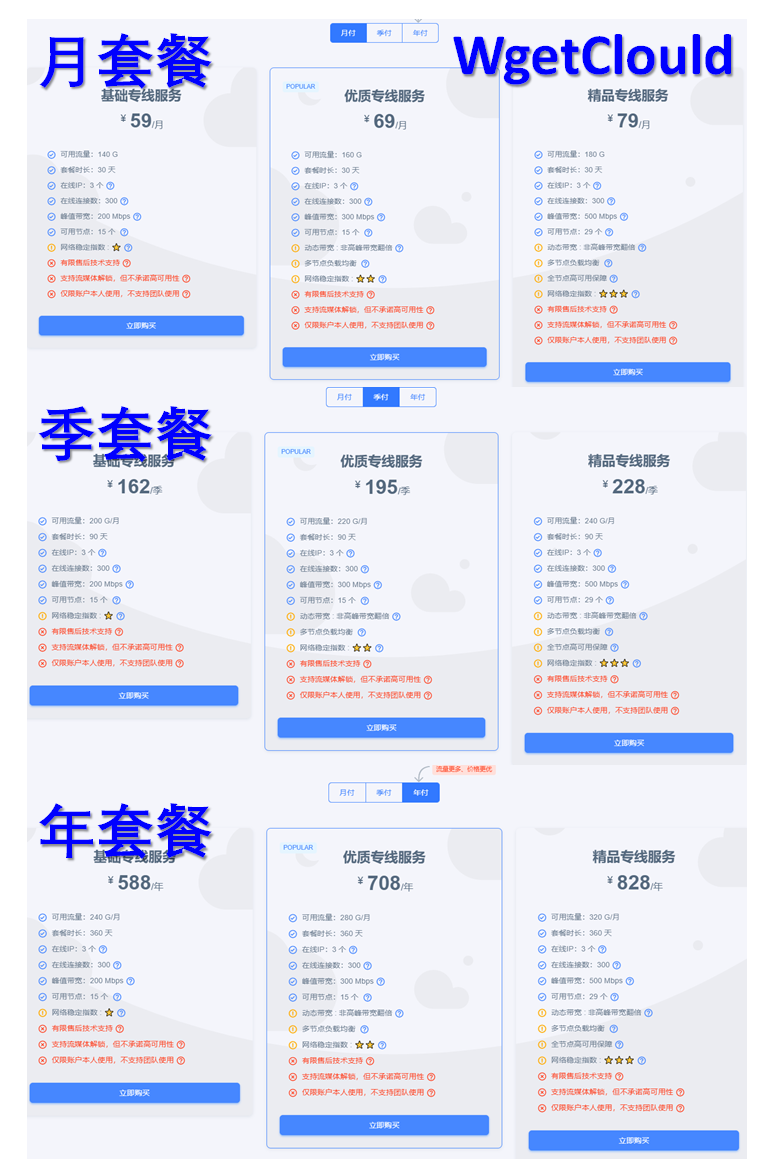 月付 季付 年付
月套餐
WgetClould
基础专线服务
¥ 59/月
可用流量：140 G
套餐时长：30 天
在线IP：3 个
在线连接数：300
峰值带宽：200 Mbps
可用节点：15 个
网络稳定指数：
有限售后技术支持
支持流媒体解锁，但不承诺高可用性
仅限账户本人使用，不支持团队使用
立即购买
POPULAR
优质专线服务
¥ 69/月
可用流量：160 G
套餐时长：30 天
在线IP：3 个
在线连接数：300
峰值带宽：300 Mbps
可用节点：15 个
动态带宽：非高峰带宽翻倍
多节点负载均衡
网络稳定指数：
有限售后技术支持
支持流媒体解锁，但不承诺高可用性
仅限账户本人使用，不支持团队使用
立即购买
精品专线服务
¥ 79/月
可用流量：180 G
套餐时长：30 天
在线IP：3 个
在线连接数：300
峰值带宽：500 Mbps
可用节点：29 个
动态带宽：非高峰带宽翻倍
多节点负载均衡
全节点高可用保障
网络稳定指数：
有限售后技术支持
支持流媒体解锁，但不承诺高可用性
仅限账户本人使用，不支持团队使用
立即购买
月付 季付 年付
季套餐
基础专线服务
¥ 162/季
可用流量：200 G/月
套餐时长：90 天
在线IP：3 个
在线连接数：300
峰值带宽：200 Mbps
可用节点：15 个
网络稳定指数：
有限售后技术支持
支持流媒体解锁，但不承诺高可用性
仅限账户本人使用，不支持团队使用
立即购买
POPULAR
优质专线服务
¥ 195/季
可用流量：220 G/月
套餐时长：90 天
在线IP：3 个
在线连接数：300
峰值带宽：300 Mbps
可用节点：15 个
动态带宽：非高峰带宽翻倍
多节点负载均衡
网络稳定指数：
有限售后技术支持
支持流媒体解锁，但不承诺高可用性
仅限账户本人使用，不支持团队使用
立即购买
精品专线服务
¥ 228/季
可用流量：240 G/月
套餐时长：90 天
在线IP：3 个
在线连接数：300
峰值带宽：500 Mbps
可用节点：29 个
动态带宽：非高峰带宽翻倍
多节点负载均衡
全节点高可用保障
网络稳定指数：
有限售后技术支持
支持流媒体解锁，但不承诺高可用性
仅限账户本人使用，不支持团队使用
立即购买
流量更多、价格更优
月付 季付 年付
年套餐
基础专线服务
¥ 588/年
可用流量：240 G/月
套餐时长：360 天
在线IP：3 个
在线连接数：300
峰值带宽：200 Mbps
可用节点：15 个
网络稳定指数：
有限售后技术支持
支持流媒体解锁，但不承诺高可用性
仅限账户本人使用，不支持团队使用
立即购买
POPULAR
优质专线服务
¥ 708/年
可用流量：280 G/月
套餐时长：360 天
在线IP：3 个
在线连接数：300
峰值带宽：300 Mbps
可用节点：15 个
动态带宽：非高峰带宽翻倍
多节点负载均衡
网络稳定指数：
有限售后技术支持
支持流媒体解锁，但不承诺高可用性
仅限账户本人使用，不支持团队使用
立即购买
精品专线服务
¥ 828/年
可用流量：320 G/月
套餐时长：360 天
在线IP：3 个
在线连接数：300
峰值带宽：500 Mbps
可用节点：29 个
动态带宽：非高峰带宽翻倍
多节点负载均衡
全节点高可用保障
网络稳定指数：
有限售后技术支持
支持流媒体解锁，但不承诺高可用性
仅限账户本人使用，不支持团队使用
立即购买